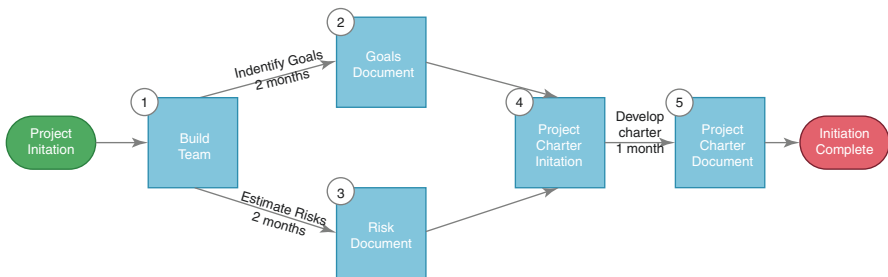 Project
Initation
1
Build
Team
Indentify Goals
2 months
2
Goals
Document
Estimate Risks
2 months
3
Risk
Document
4
Project
Charter
Initation
Develop
charter
1 month
5
Project
Charter
Document
Initiation
Complete